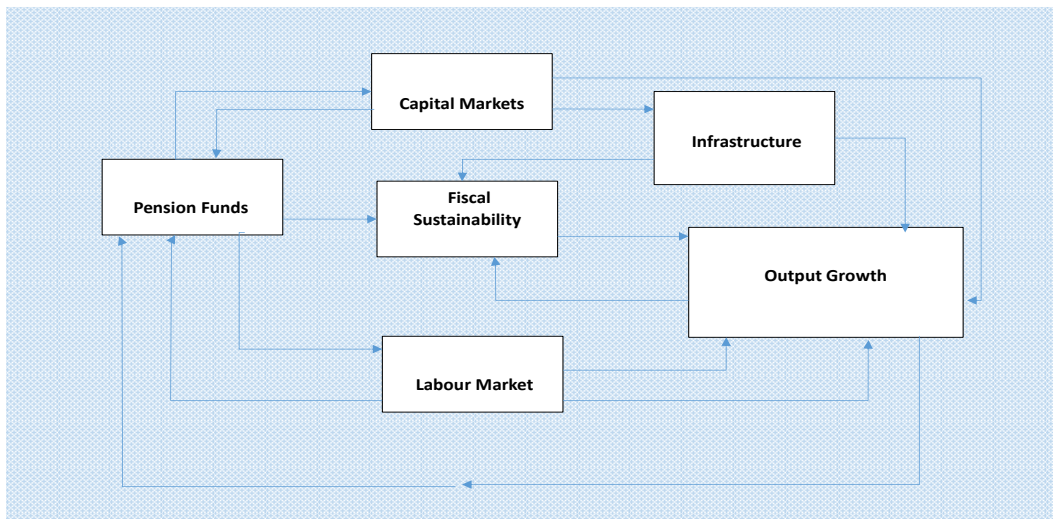 Capital Markets
Infrastructure
Pension Funds
Fiscal
Sustainability
Output Growth
Labour Market